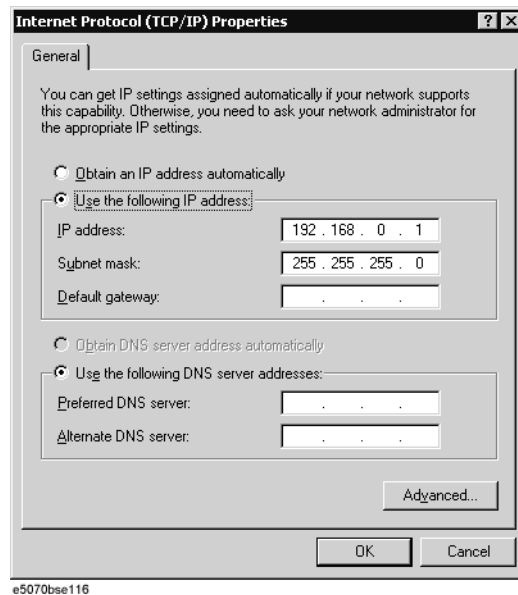 Internet Protocol (TCP/IP) Properties
General
You can get IP settings assigned automatically if your network supports
this capability. Otherwise, you need to ask your network administrator for
the appropriate IP settings.
Obtain an IP address automatically
Use the following IP address:
IP address: 192 . 168 . 0 . 1
Subnet mask: 255 . 255 . 255 . 0
Default gateway: . . .
Obtain DNS server address automatically
Use the following DNS server addresses:
Preferred DNS server: . . .
Alternate DNS server: . . .
Advanced...
OK Cancel
e5070bse116